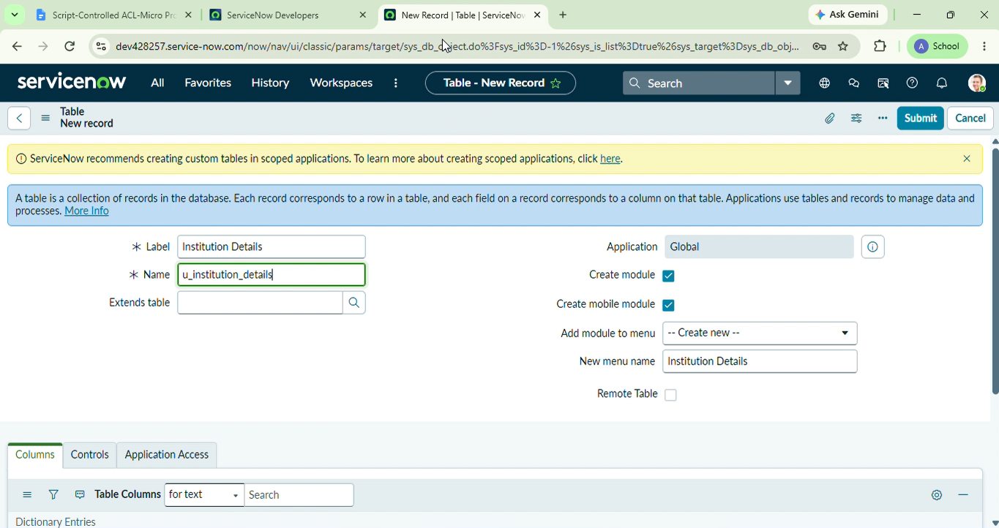 Script-Controlled ACL-Micro Pro
ServiceNow Developers
New Record | Table | ServiceNow
Ask Gemini
dev428257.service-now.com/now/nav/ui/classic/params/target/sys_db_object.do%3Fsys_id%3D-1%26sys_is_list%3Dtrue%26sys_target%3Dsys_db_obj...
A School
servicenow All Favorites History Workspaces Table - New Record Search
Table
New record
Submit Cancel
ServiceNow recommends creating custom tables in scoped applications. To learn more about creating scoped applications, click here.
A table is a collection of records in the database. Each record corresponds to a row in a table, and each field on a record corresponds to a column on that table. Applications use tables and records to manage data and
processes. More Info
Label Institution Details
Application Global
Name u_institution_details
Create module
Extends table
Create mobile module
Add module to menu -- Create new --
New menu name Institution Details
Remote Table
Columns Controls Application Access
Table Columns for text Search
Dictionary Entries